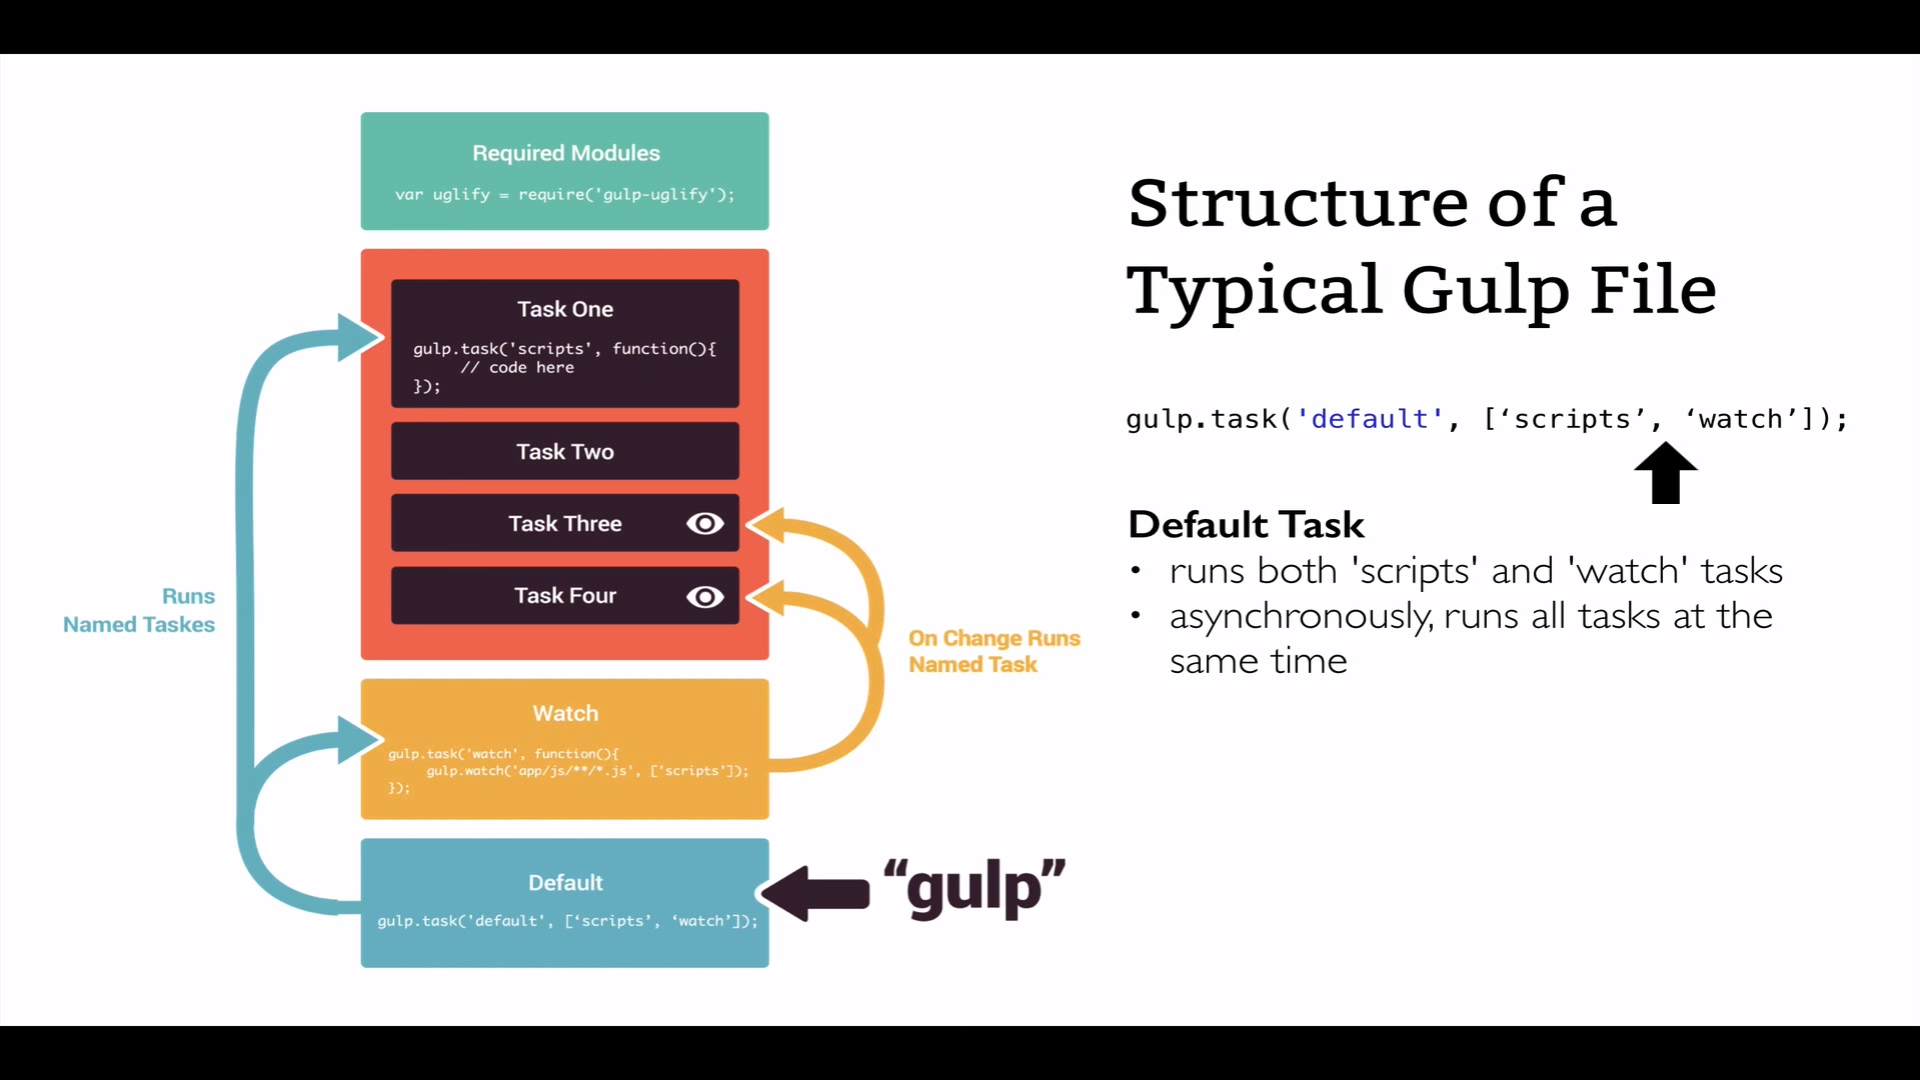 Required Modules
var uglify = require('gulp-uglify');
Task One
gulp.task('scripts', function(){
// code here
});
Task Two
Task Three
Task Four
Runs
Named Taskes
On Change Runs
Named Task
Watch
gulp.task('watch', function(){
gulp.watch('app/js/**/*.js', ['scripts']);
});
Default
gulp.task('default', [‘scripts’, ‘watch’]);
“gulp”
Structure of a
Typical Gulp File
gulp.task('default', [‘scripts’, ‘watch’]);
Default Task
• runs both 'scripts' and 'watch' tasks
• asynchronously, runs all tasks at the
same time